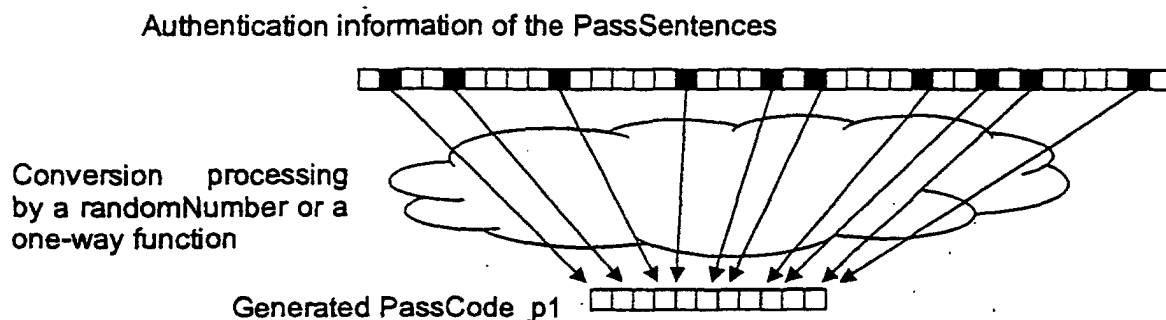 Authentication information of the PassSentences
Conversion processing
by a randomNumber or a
one-way function
Generated PassCode p1